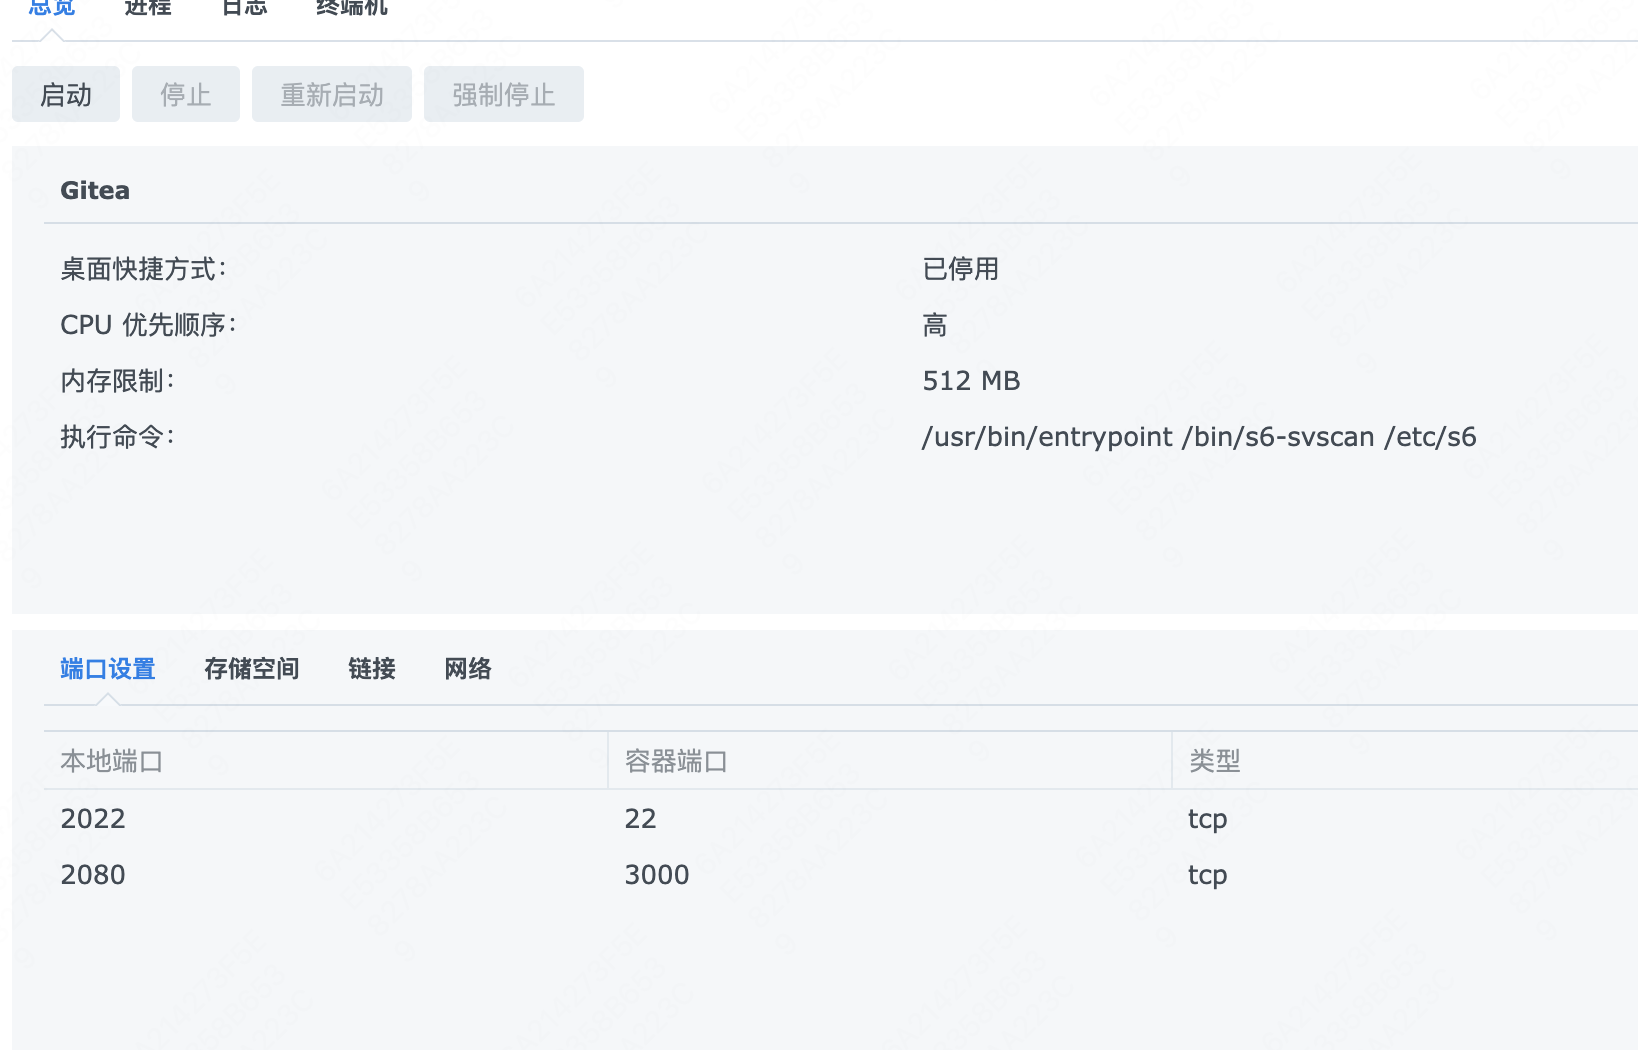 总览 进程 日志 终端机
启动 停止 重新启动 强制停止
Gitea
桌面快捷方式: 已停用
CPU 优先顺序: 高
内存限制: 512 MB
执行命令: /usr/bin/entrypoint /bin/s6-svscan /etc/s6
端口设置 存储空间 链接 网络
本地端口 容器端口 类型
2022 22 tcp
2080 3000 tcp